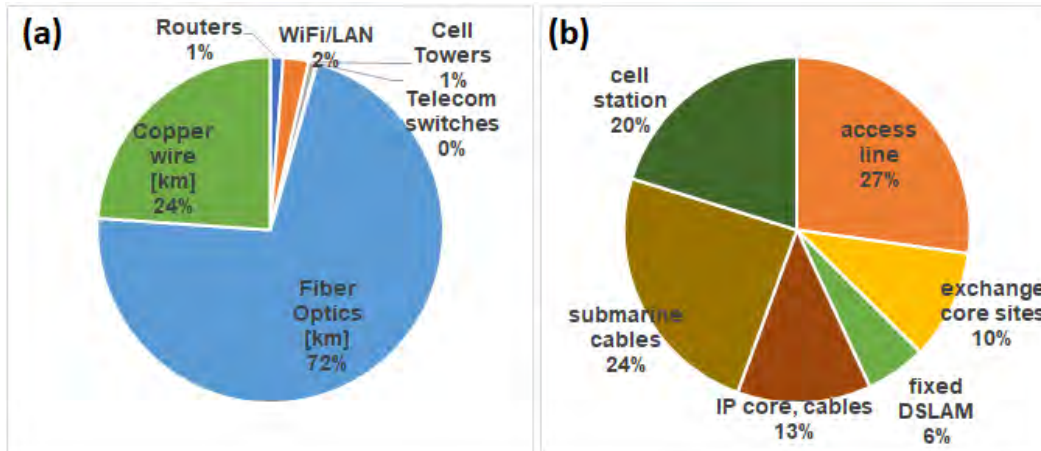 (a)
Routers
1%
WiFi/LAN
2%
Cell
Towers
1%
Telecom
switches
0%
Copper
wire
[km]
24%
Fiber
Optics
[km]
72%
(b)
cell
station
20%
access
line
27%
exchange
core sites
10%
fixed
DSLAM
6%
IP core, cables
13%
submarine
cables
24%